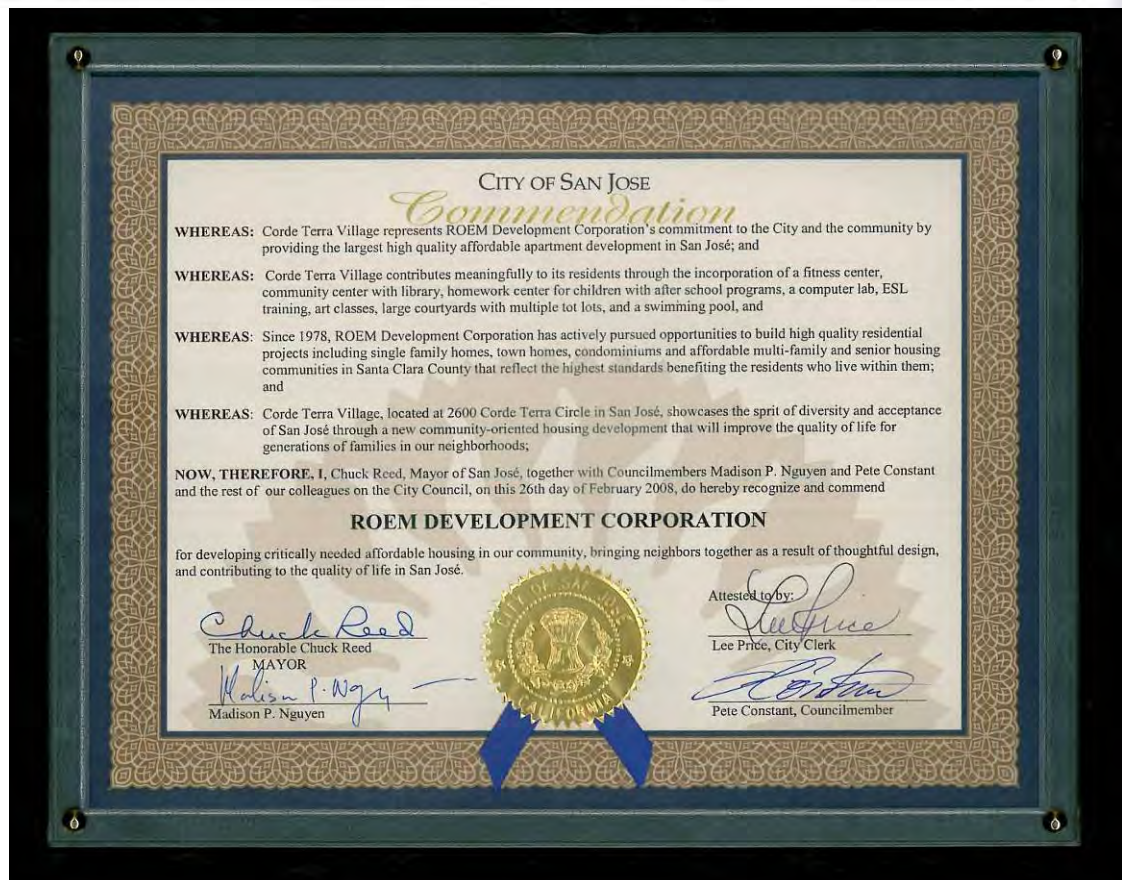 CITY OF SAN JOSE
Commendation
WHEREAS: Corde Terra Village represents ROEM Development Corporation's commitment to the City and the community by
providing the largest high quality affordable apartment development in San José; and
WHEREAS: Corde Terra Village contributes meaningfully to its residents through the incorporation of a fitness center,
community center with library, homework center for children with after school programs, a computer lab, ESL
training, art classes, large courtyards with multiple tot lots, and a swimming pool, and
WHEREAS: Since 1978, ROEM Development Corporation has actively pursued opportunities to build high quality residential
projects including single family homes, town homes, condominiums and affordable multi-family and senior housing
communities in Santa Clara County that reflect the highest standards benefiting the residents who live within them;
and
WHEREAS: Corde Terra Village, located at 2600 Corde Terra Circle in San José, showcases the sprit of diversity and acceptance
of San José through a new community-oriented housing development that will improve the quality of life for
generations of families in our neighborhoods;
NOW, THEREFORE, I, Chuck Reed, Mayor of San José, together with Councilmembers Madison P. Nguyen and Pete Constant
and the rest of our colleagues on the City Council, on this 26th day of February 2008, do hereby recognize and commend
ROEM DEVELOPMENT CORPORATION
for developing critically needed affordable housing in our community, bringing neighbors together as a result of thoughtful design,
and contributing to the quality of life in San José.
Chuck Reed
The Honorable Chuck Reed
MAYOR
Madison P. Nguyen
CITY OF SAN JOSE
CALIFORNIA
Attested to by:
Lee Price
Lee Price, City Clerk
Pete Constant, Councilmember